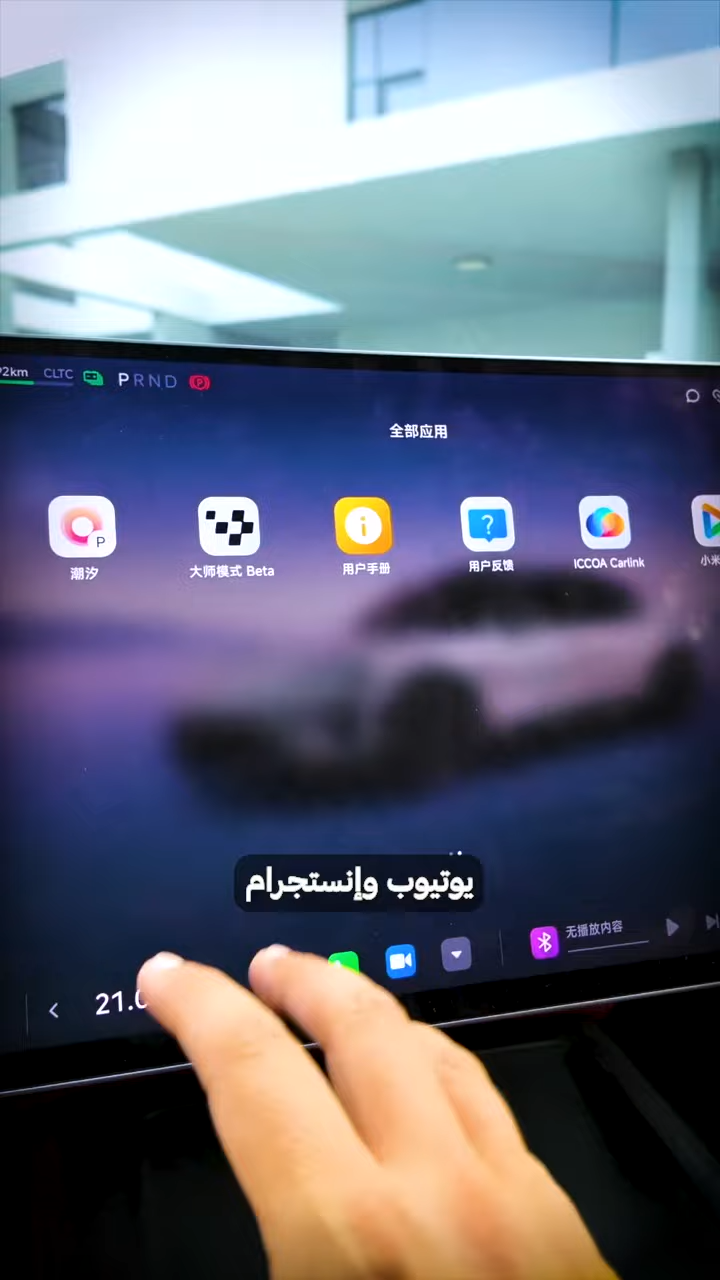 92km CLTC PRND
全部应用
P
潮汐
大师模式 Beta
用户手册
用户反馈
ICCOA Carlink
小米
يوتيوب وإنستجرام
无播放内容
21.0